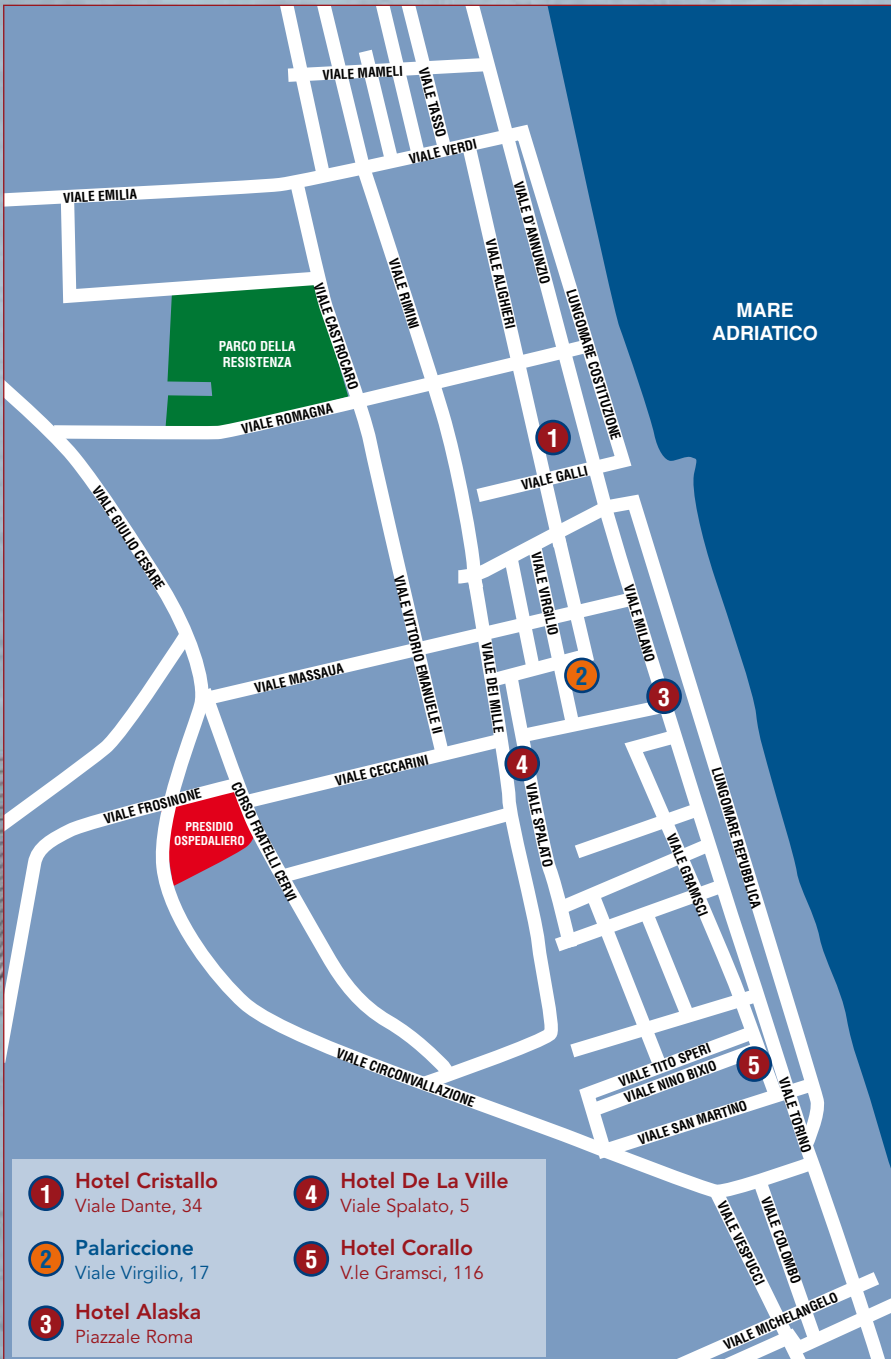 VIALE MAMELI
VIALE TASSO
VIALE VERDI
VIALE EMILIA
VIALE D'ANNUNZIO
VIALE ALIGHIERI
VIALE RIMINI
VIALE CASTROCARO
LUNGOMARE COSTITUZIONE
MARE
ADRIATICO
PARCO DELLA
RESISTENZA
VIALE ROMAGNA
1
VIALE GALLI
VIALE GIULIO CESARE
VIALE VIRGILIO
VIALE VITTORIO EMANUELE II
VIALE MILANO
VIALE MASSAUA
VIALE DEI MILLE
2
3
4
VIALE CECCARINI
VIALE FROSINONE
CORSO FRATELLI CERVI
PRESIDIO
OSPEDALIERO
VIALE SPALATO
VIALE GRAMSCI
LUNGOMARE REPUBBLICA
VIALE CIRCONVALLAZIONE
VIALE TITO SPERI
VIALE NINO BIXIO
5
VIALE SAN MARTINO
VIALE TORINO
VIALE VESPUCCI
VIALE COLOMBO
VIALE MICHELANGELO
1 Hotel Cristallo
Viale Dante, 34
2 Palariccione
Viale Virgilio, 17
3 Hotel Alaska
Piazzale Roma
4 Hotel De La Ville
Viale Spalato, 5
5 Hotel Corallo
V.le Gramsci, 116